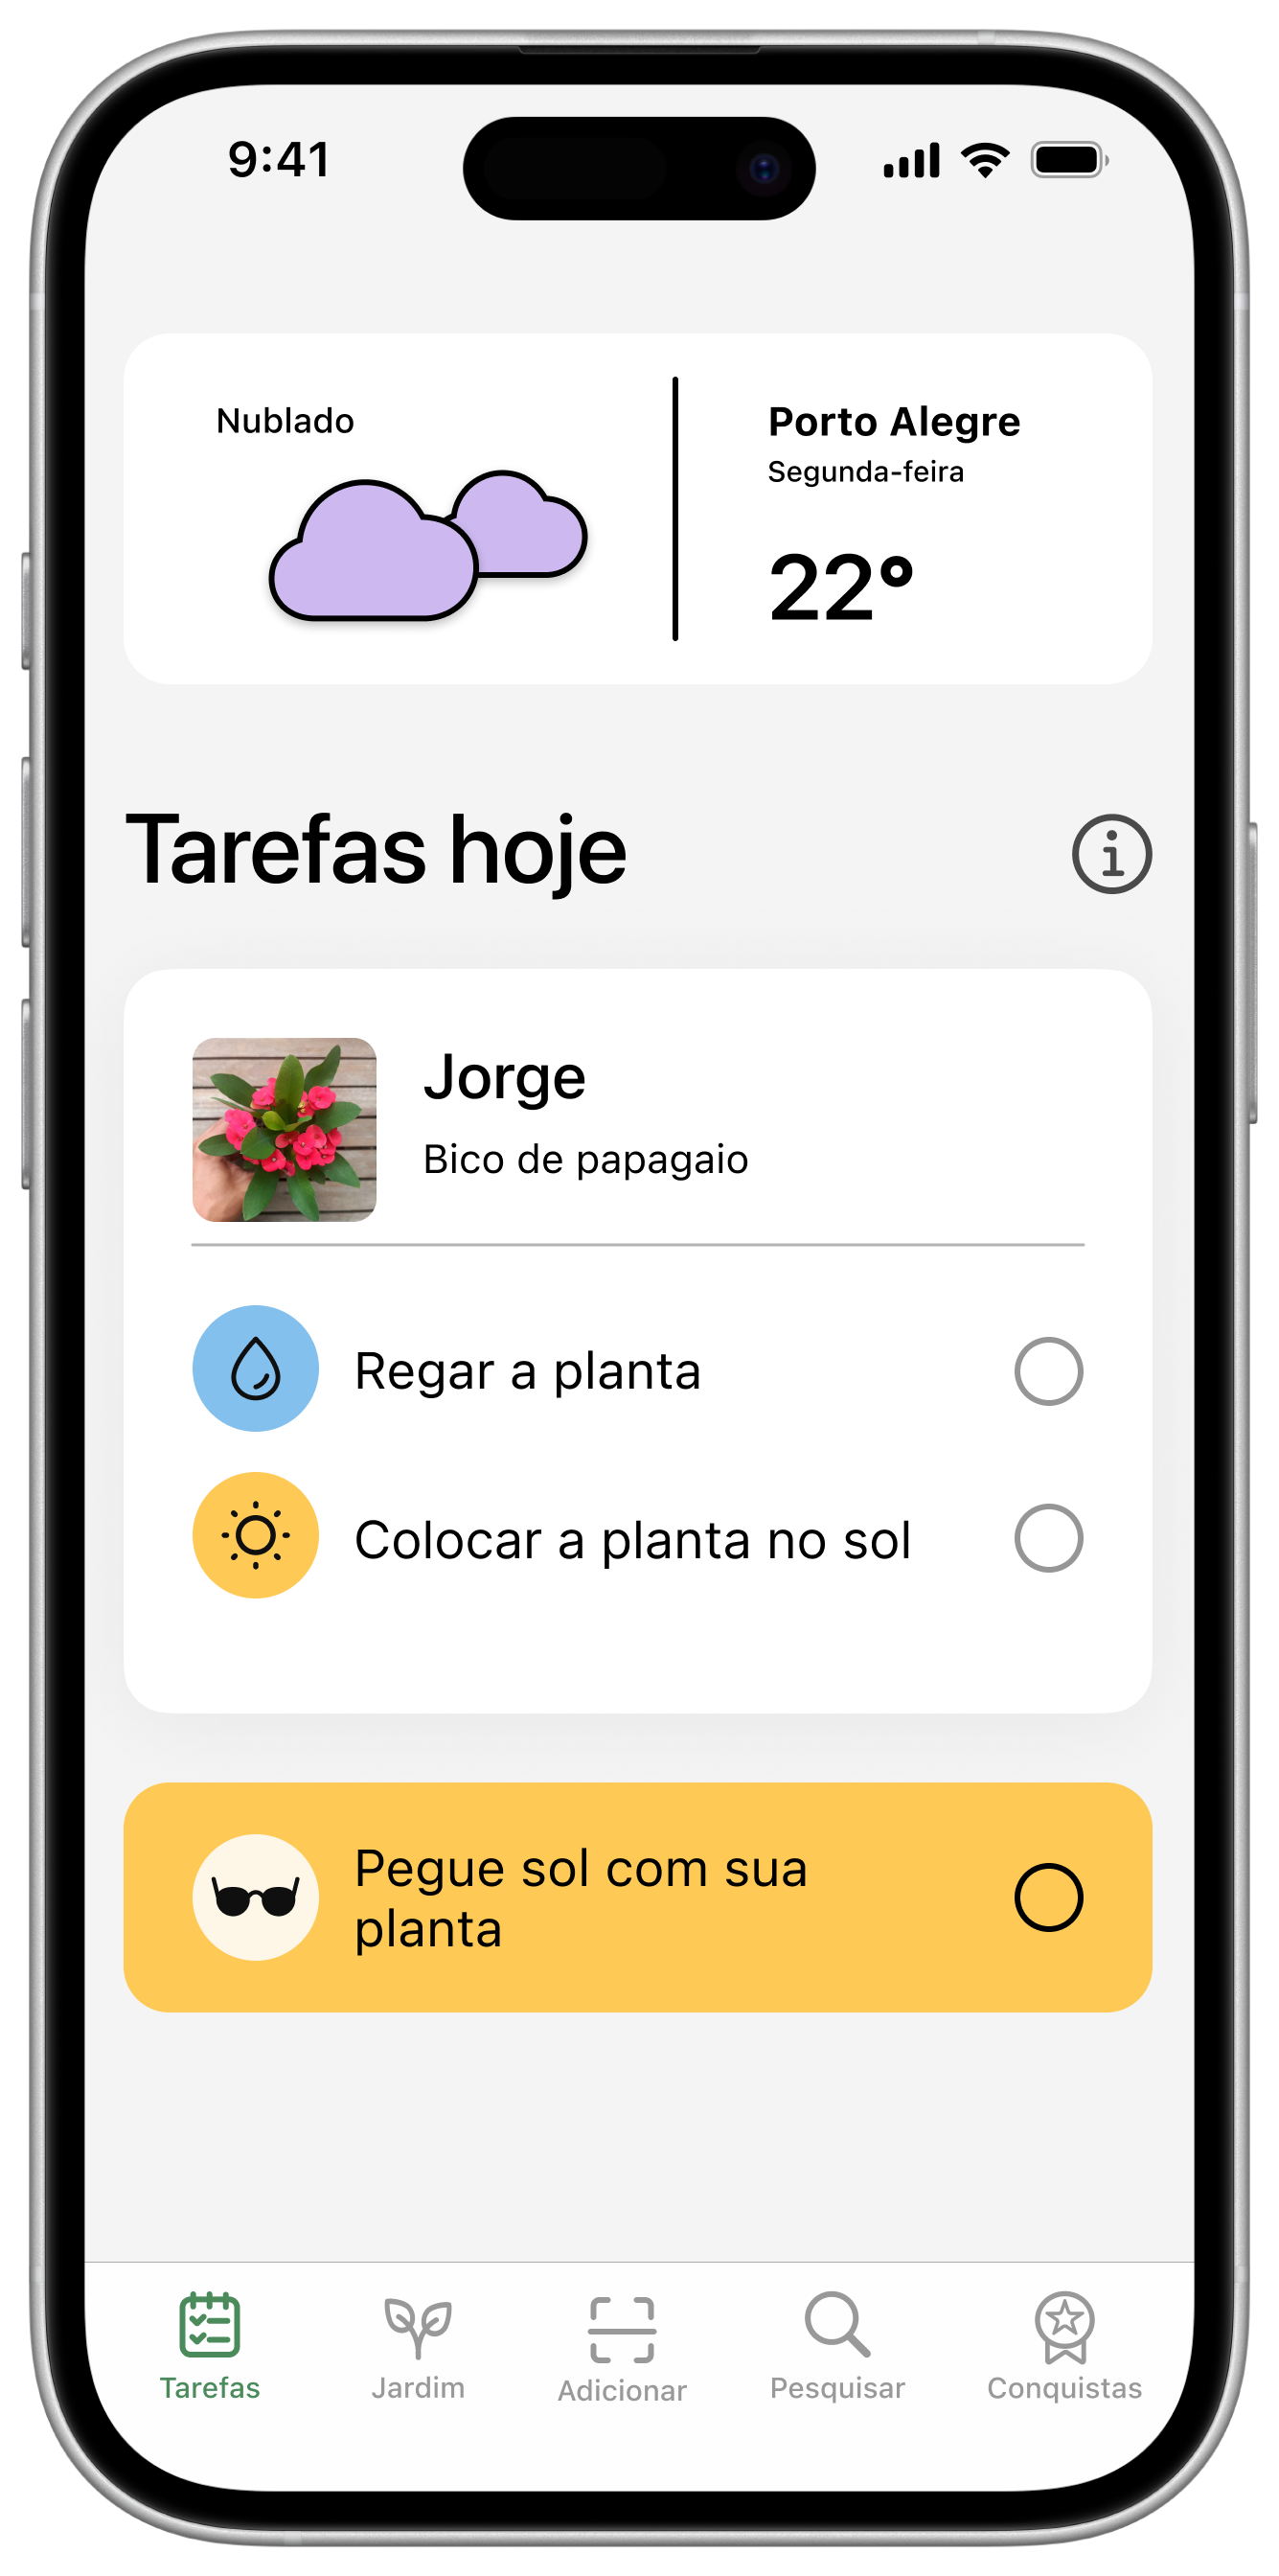 9:41
Nublado
Porto Alegre
Segunda-feira
22°
Tarefas hoje
Jorge
Bico de papagaio
Regar a planta
Colocar a planta no sol
Pegue sol com sua
planta
Tarefas
Jardim
Adicionar
Pesquisar
Conquistas